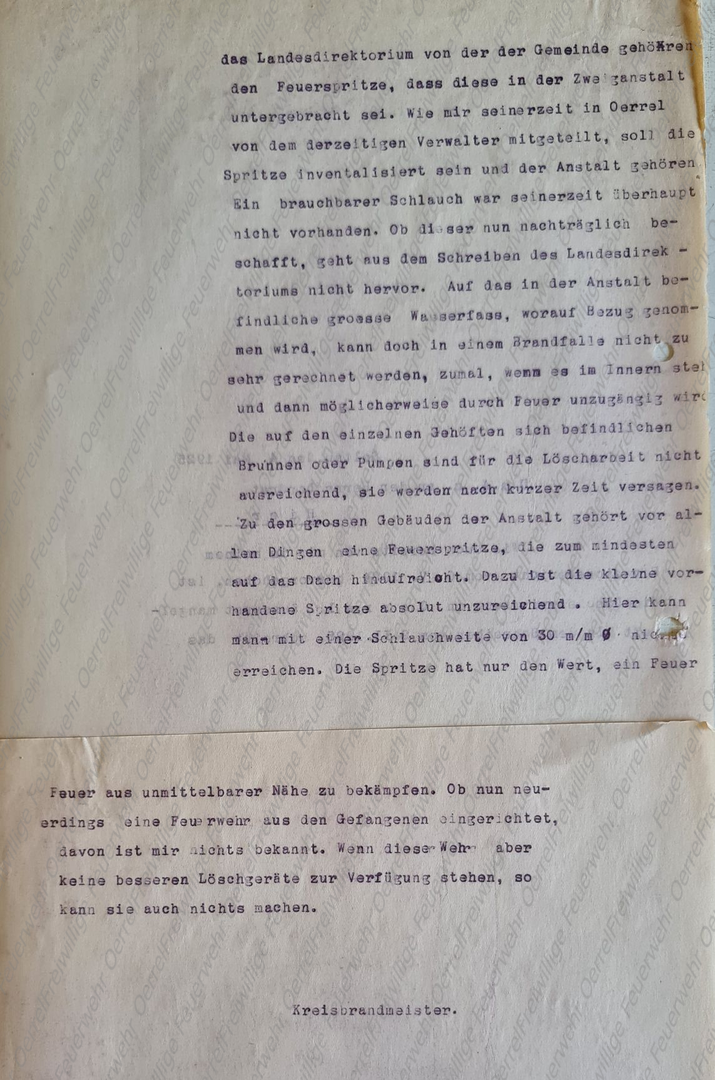 das Landesdirektorium von der der Gemeinde gehöXren
den Feuerspritze, dass diese in der Zweiganstalt
untergebracht sei. Wie mir seinerzeit in Oerrel
von dem derzeitigen Verwalter mitgeteilt, soll die
Spritze inventalisiert sein und der Anstalt gehören
Ein brauchbarer Schlauch war seinerzeit überhaupt
nicht vorhanden. Ob dieser nun nachträglich be-
schafft, geht aus dem Schreiben des Landesdirek -
toriums nicht hervor. Auf das in der Anstalt be-
findliche groesse Wasserfass, worauf Bezug genom-
men wird, kann doch in einem Brandfalle nicht zu
sehr gerechnet werden, zumal, wenn es im Innern steh
und dann möglicherweise durch Feuer unzugängig wird
Die auf den einzelnen Gehöften sich befindlichen
Brunnen oder Pumpen sind für die Löscharbeit nicht
ausreichend, sie werden nach kurzer Zeit versagen.
Zu den grossen Gebäuden der Anstalt gehört vor al-
len Dingen eine Feuerspritze, die zum mindesten
auf das Dach hinaufreicht. Dazu ist die kleine vor-
handene Spritze absolut unzureichend . Hier kann
mann mit einer Schlauchweite von 30 m/m Ø
erreichen. Die Spritze hat nur den Wert, ein Feuer
Feuer aus unmittelbarer Nähe zu bekämpfen. Ob nun neu-
erdings eine Feuerwehr aus den Gefangenen eingerichtet,
davon ist mir nichts bekannt. Wenn dieser Wehr aber
keine besseren Löschgeräte zur Verfügung stehen, so
kann sie auch nichts machen.
Kreisbrandmeister.
Freiwillige Feuerwehr Oerrel